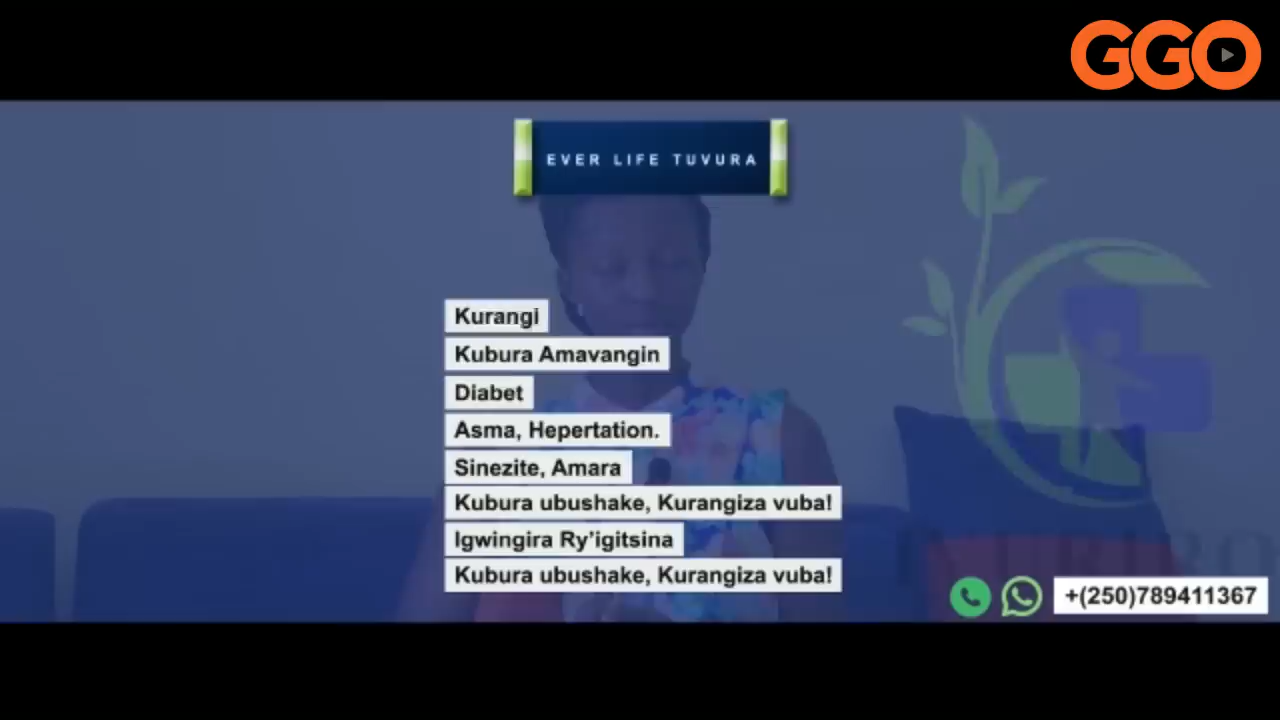 GGO
EVER LIFE TUVURA
Kurangi
Kubura Amavangin
Diabet
Asma, Hepertation.
Sinezite, Amara
Kubura ubushake, Kurangiza vuba!
Igwingira Ry’igitsina
Kubura ubushake, Kurangiza vuba!
+(250)789411367